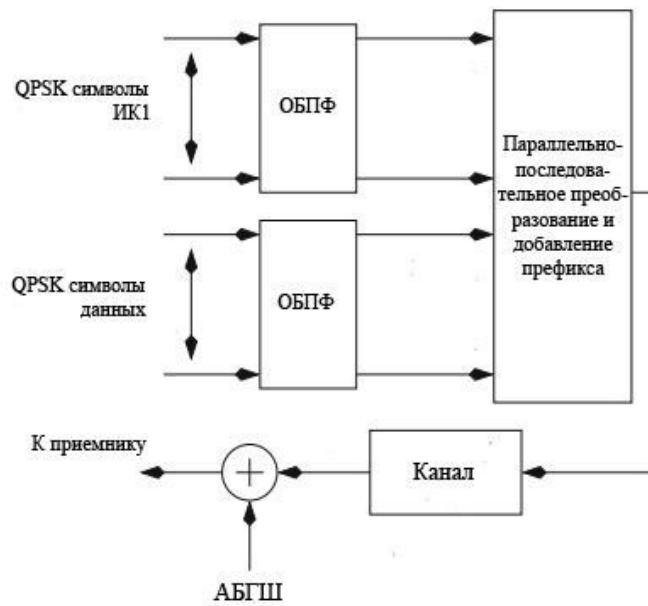 QPSK символы
ИК1
ОБПФ
Параллельно-
последова-
тельное преоб-
разование и
добавление
префикса
QPSK символы
данных
ОБПФ
К приемнику
Канал
АБГШ